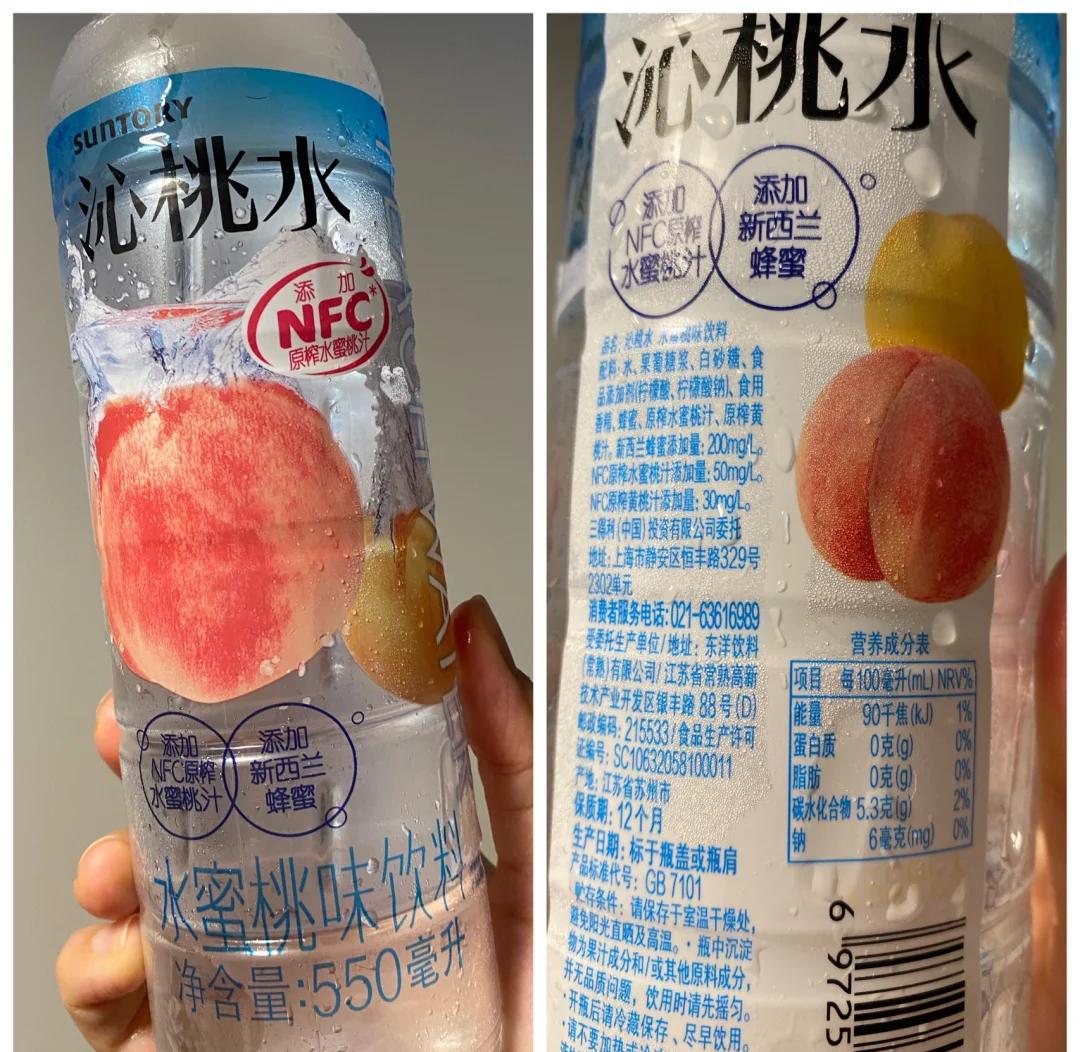 SUNTORY
沁桃水
添加
NFC*
原榨水蜜桃汁
添加
NFC原榨
水蜜桃汁
添加
新西兰
蜂蜜
水蜜桃味饮料
净含量:550毫升
沁桃水
添加
NFC原榨
水蜜桃汁
添加
新西兰
蜂蜜
品名: 沁桃水 水蜜桃味饮料
配料: 水、果葡糖浆、白砂糖、食
品添加剂(柠檬酸、柠檬酸钠)、食用
香精、蜂蜜、原榨水蜜桃汁、原榨黄
桃汁。新西兰蜂蜜添加量: 200mg/L。
NFC原榨水蜜桃汁添加量: 50mg/L。
NFC原榨黄桃汁添加量: 30mg/L。
三得利(中国)投资有限公司委托
地址: 上海市静安区恒丰路329号
2302单元
消费者服务电话: 021-63616989
受委托生产单位/地址: 东洋饮料
(常熟)有限公司/江苏省常熟高新
技术产业开发区银丰路 88号(D)
邮政编码: 215533/食品生产许可
证编号: SC10632058100011
产地: 江苏省苏州市
保质期: 12个月
生产日期: 标于瓶盖或瓶肩
产品标准代号: GB 7101
贮存条件: 请保存于室温干燥处,
避免阳光直晒及高温。·瓶中沉淀
物为果汁成分和/或其他原料成分,
并无品质问题, 饮用时请先摇匀。
·开瓶后请冷藏保存、尽早饮用。
·请不要加热或冷冻
营养成分表
项目 每100毫升(mL) NRV%
能量 90千焦(kJ) 1%
蛋白质 0克(g) 0%
脂肪 0克(g) 0%
碳水化合物 5.3克(g) 2%
钠 6毫克(mg) 0%
6 9725